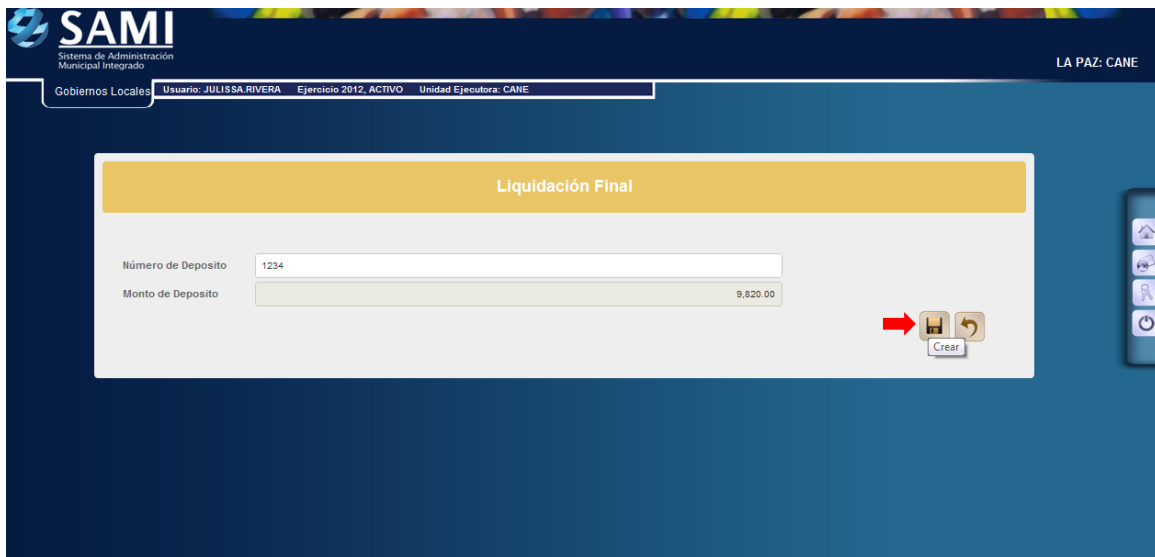 SAMI
Sistema de Administración
Municipal Integrado
LA PAZ: CANE
Gobiernos Locales
Usuario: JULISSA.RIVERA Ejercicio 2012, ACTIVO Unidad Ejecutora: CANE
Liquidación Final
Número de Deposito 1234
Monto de Deposito 9,820.00
Crear